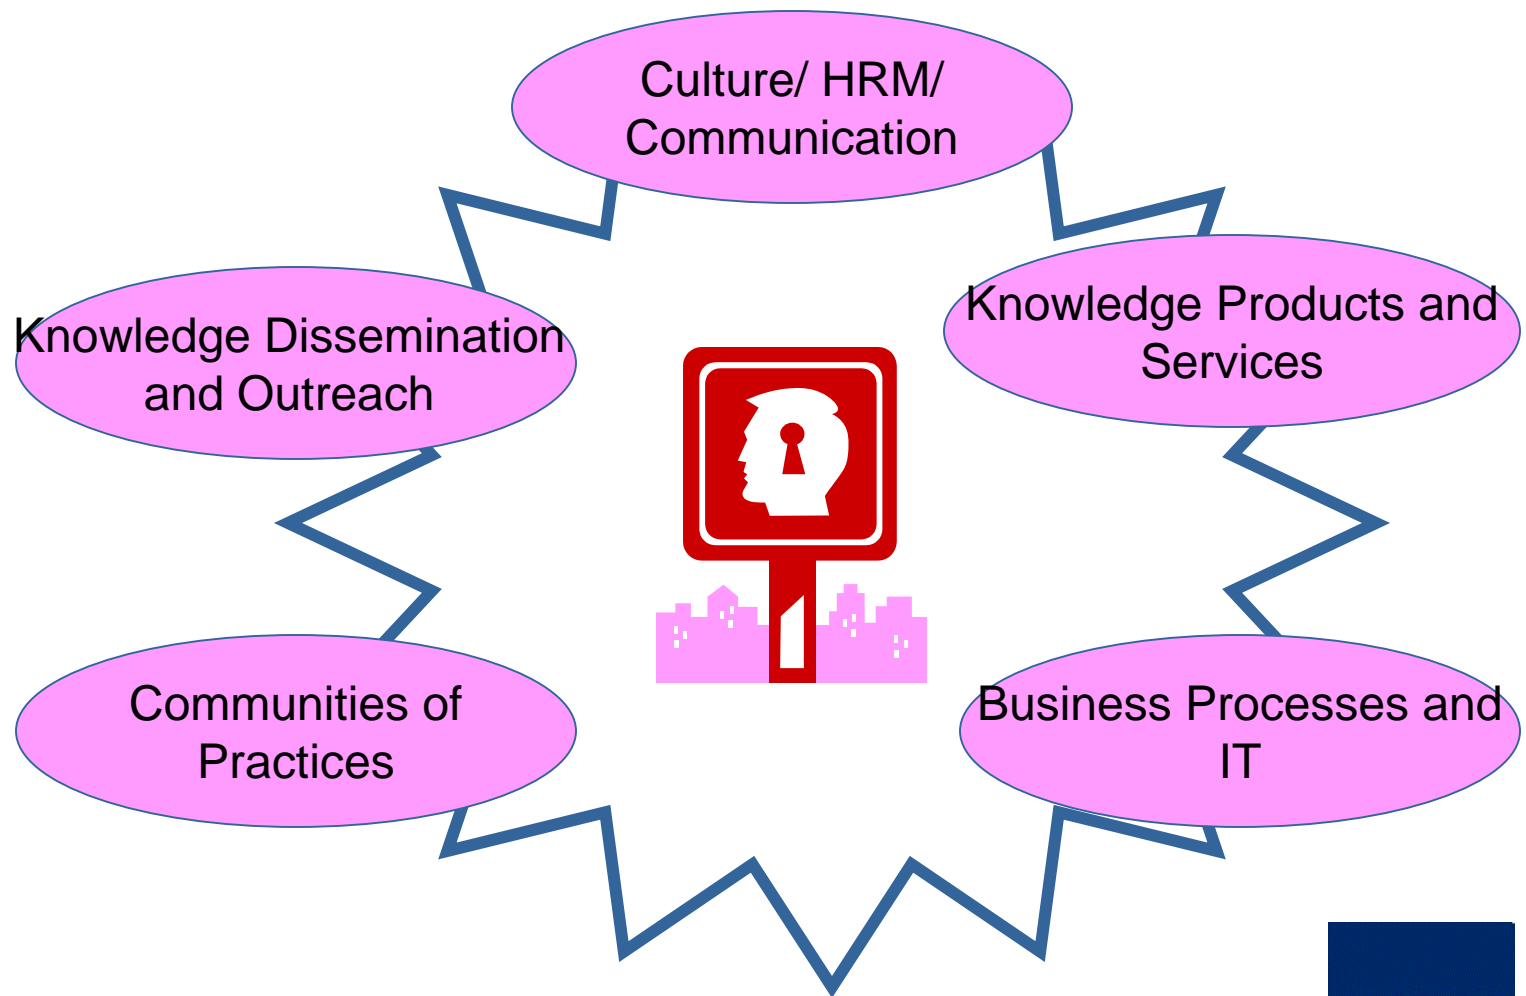 Culture/ HRM/
Communication
Knowledge Products and
Services
Knowledge Dissemination
and Outreach
Communities of
Practices
Business Processes and
IT